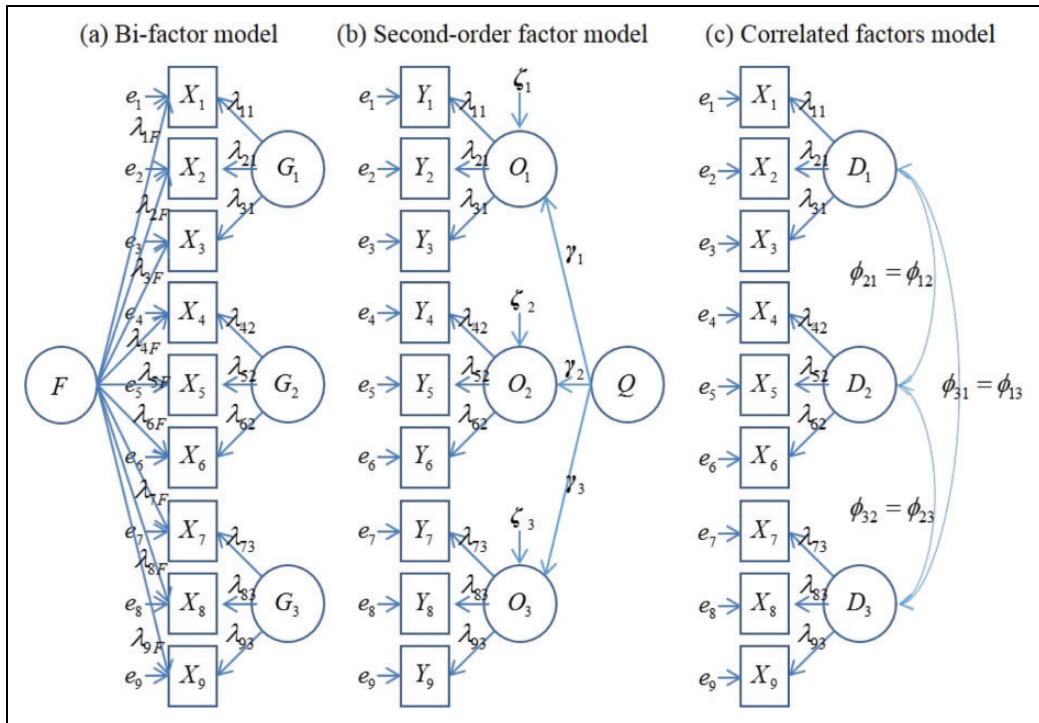 (a) Bi-factor model
(b) Second-order factor model
(c) Correlated factors model
e₁ X₁ λ₁₁
λ₁F
e₂ X₂ λ₂₁ G₁
λ₂F
λ₃₁
e₃ X₃
λ₃F
e₄ X₄ λ₄₂
λ₄F
F
λ₅F
e₅ X₅ λ₅₂ G₂
λ₆F
λ₆₂
e₆ X₆
λ₇F
e₇ X₇ λ₇₃
λ₈F
e₈ X₈ λ₈₃ G₃
λ₉F
λ₉₃
e₉ X₉
ζ₁
e₁ Y₁ λ₁₁
e₂ Y₂ λ₂₁ O₁
λ₃₁
e₃ Y₃
γ₁
ζ₂
e₄ Y₄ λ₄₂
γ₂
e₅ Y₅ λ₅₂ O₂ Q
λ₆₂
e₆ Y₆
γ₃
ζ₃
e₇ Y₇ λ₇₃
e₈ Y₈ λ₈₃ O₃
λ₉₃
e₉ Y₉
e₁ X₁ λ₁₁
e₂ X₂ λ₂₁ D₁
λ₃₁
e₃ X₃
ϕ₂₁ = ϕ₁₂
e₄ X₄ λ₄₂
e₅ X₅ λ₅₂ D₂
ϕ₃₁ = ϕ₁₃
λ₆₂
e₆ X₆
ϕ₃₂ = ϕ₂₃
e₇ X₇ λ₇₃
e₈ X₈ λ₈₃ D₃
λ₉₃
e₉ X₉